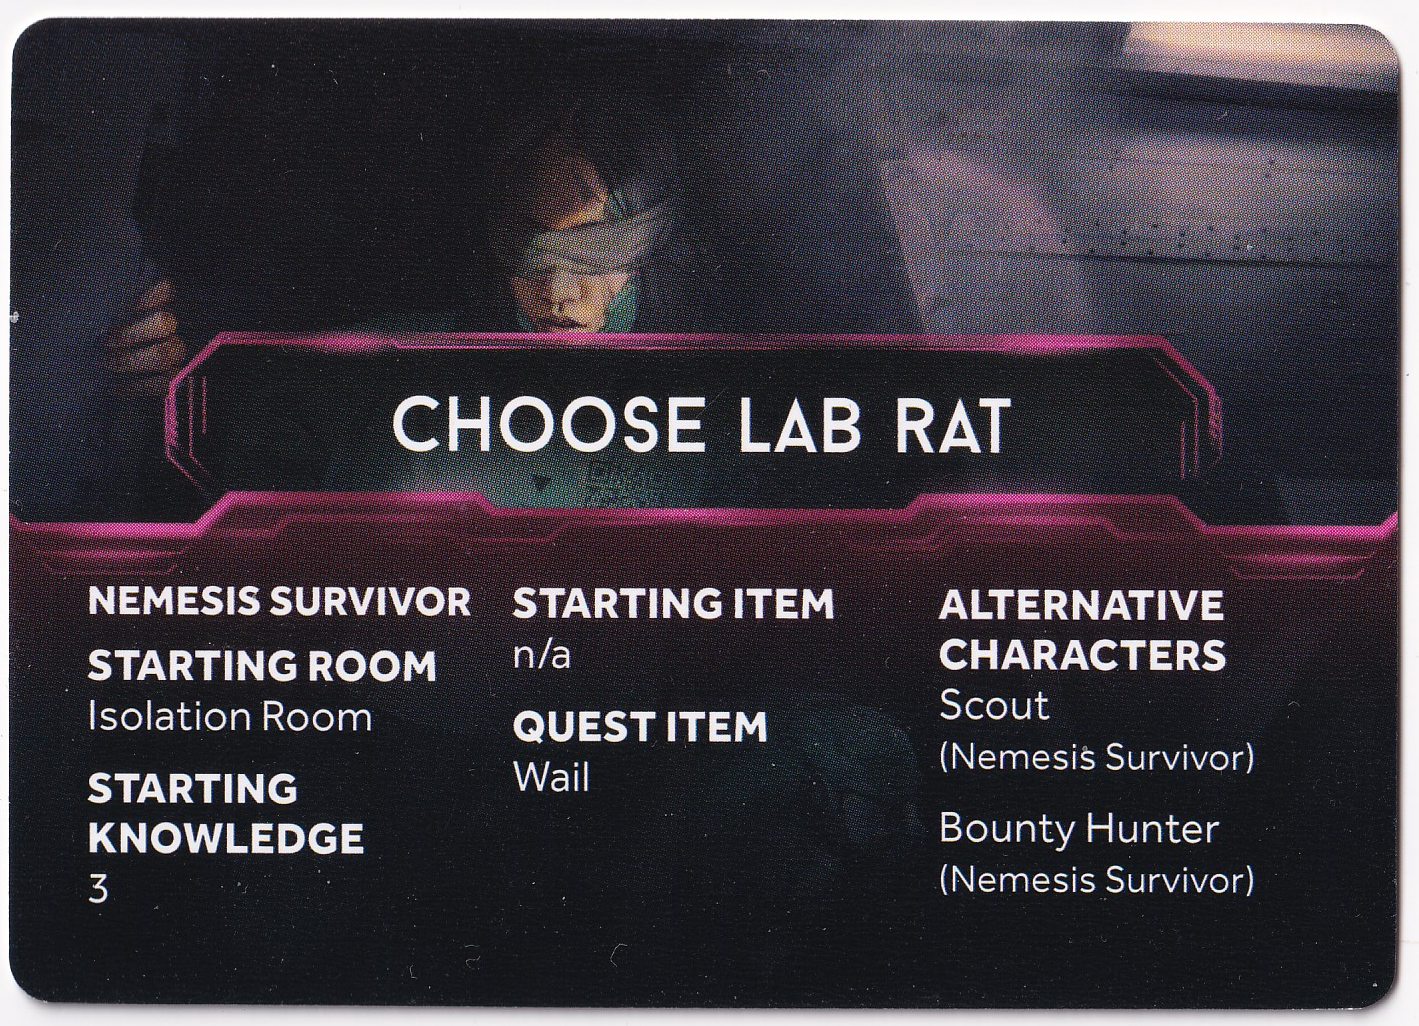 CHOOSE LAB RAT
NEMESIS SURVIVOR
STARTING ROOM
Isolation Room
STARTING
KNOWLEDGE
3
STARTING ITEM
n/a
QUEST ITEM
Wail
ALTERNATIVE
CHARACTERS
Scout
(Nemesis Survivor)
Bounty Hunter
(Nemesis Survivor)